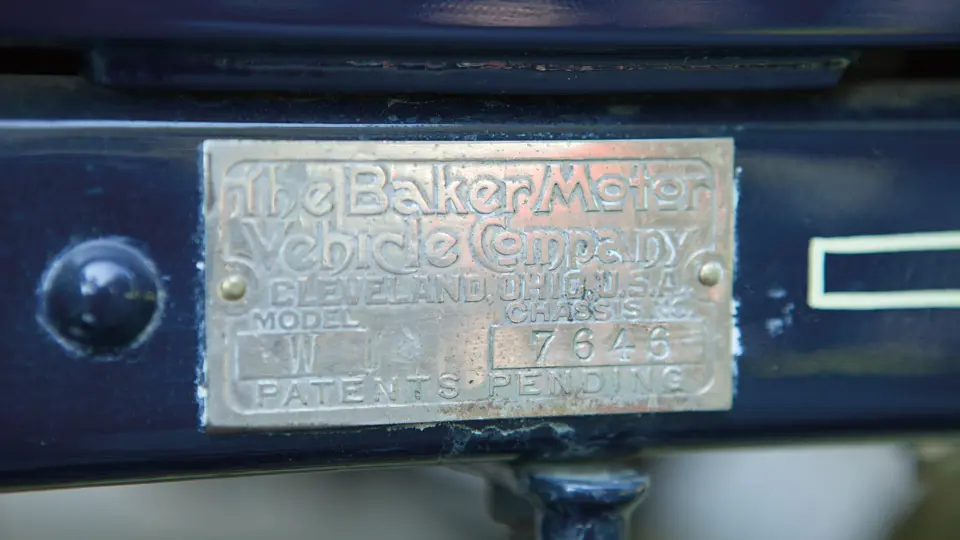 The Baker Motor
Vehicle Company
CLEVELAND, OHIO, U.S.A.
MODEL CHASSIS NO.
W 7646
PATENTS PENDING